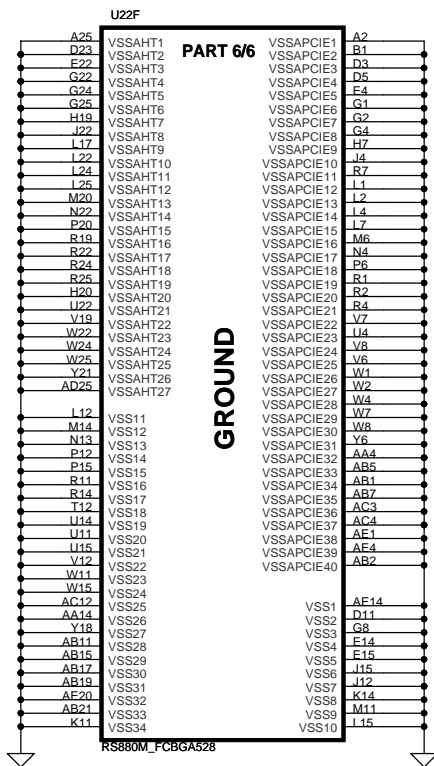 U22F
PART 6/6
A25 VSSAHT1 VSSAPCIE1 A2
D23 VSSAHT2 VSSAPCIE2 B1
E22 VSSAHT3 VSSAPCIE3 D3
G22 VSSAHT4 VSSAPCIE4 D5
G24 VSSAHT5 VSSAPCIE5 E4
G25 VSSAHT6 VSSAPCIE6 G1
H19 VSSAHT7 VSSAPCIE7 G2
J22 VSSAHT8 VSSAPCIE8 G4
L17 VSSAHT9 VSSAPCIE9 H7
L22 VSSAHT10 VSSAPCIE10 J4
L24 VSSAHT11 VSSAPCIE11 R7
L25 VSSAHT12 VSSAPCIE12 L1
M20 VSSAHT13 VSSAPCIE13 L2
N22 VSSAHT14 VSSAPCIE14 L4
P20 VSSAHT15 VSSAPCIE15 L7
R19 VSSAHT16 VSSAPCIE16 M6
R22 VSSAHT17 VSSAPCIE17 N4
R24 VSSAHT18 VSSAPCIE18 P6
R25 VSSAHT19 VSSAPCIE19 R1
H20 VSSAHT20 VSSAPCIE20 R2
U22 VSSAHT21 VSSAPCIE21 R4
V19 VSSAHT22 VSSAPCIE22 V7
W22 VSSAHT23 VSSAPCIE23 U4
W24 VSSAHT24 VSSAPCIE24 V8
W25 VSSAHT25 VSSAPCIE25 V6
Y21 VSSAHT26 VSSAPCIE26 W1
AD25 VSSAHT27 VSSAPCIE27 W2
VSSAPCIE28 W4
L12 VSS11 VSSAPCIE29 W7
M14 VSS12 VSSAPCIE30 W8
N13 VSS13 VSSAPCIE31 Y6
P12 VSS14 VSSAPCIE32 AA4
P15 VSS15 VSSAPCIE33 AB5
R11 VSS16 VSSAPCIE34 AB1
R14 VSS17 VSSAPCIE35 AB7
T12 VSS18 VSSAPCIE36 AC3
U14 VSS19 VSSAPCIE37 AC4
U11 VSS20 VSSAPCIE38 AE1
U15 VSS21 VSSAPCIE39 AE4
V12 VSS22 VSSAPCIE40 AB2
W11 VSS23
W15 VSS24
AC12 VSS25 VSS1 AE14
AA14 VSS26 VSS2 D11
Y18 VSS27 VSS3 G8
AB11 VSS28 VSS4 E14
AB15 VSS29 VSS5 E15
AB17 VSS30 VSS6 J15
AB19 VSS31 VSS7 J12
AE20 VSS32 VSS8 K14
AB21 VSS33 VSS9 M11
K11 VSS34 VSS10 L15
GROUND
RS880M_FCBGA528